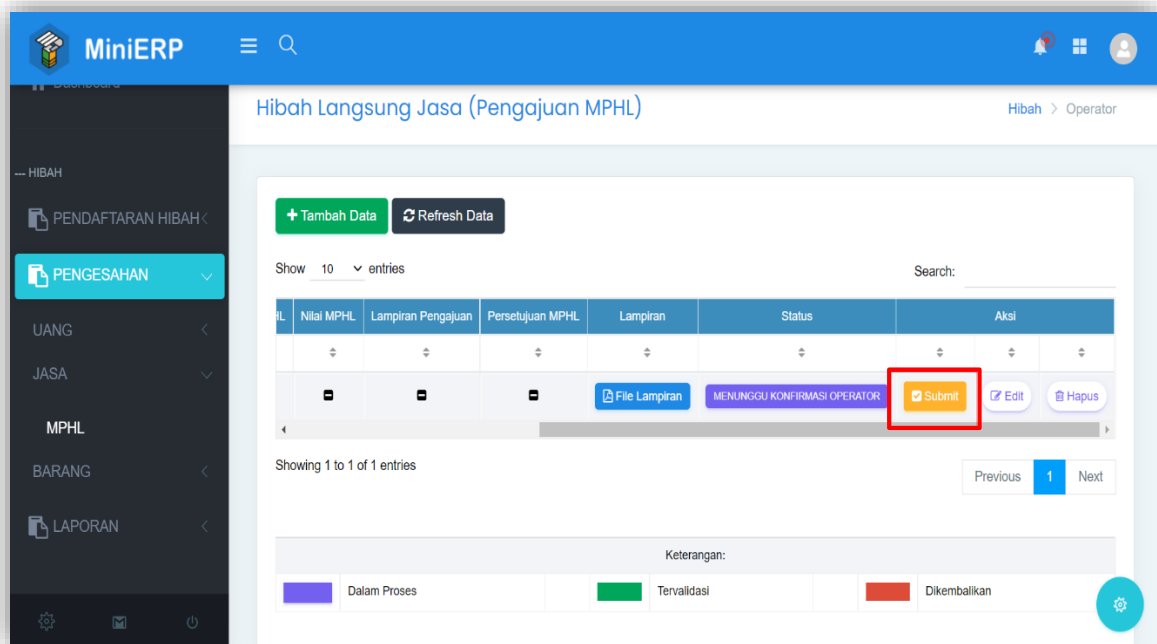 MiniERP
Hibah Langsung Jasa (Pengajuan MPHL)
Hibah > Operator
--- HIBAH
PENDAFTARAN HIBAH
PENGESAHAN
UANG
JASA
MPHL
BARANG
LAPORAN
+ Tambah Data
Refresh Data
Show 10 entries
Search:
HL Nilai MPHL Lampiran Pengajuan Persetujuan MPHL Lampiran Status Aksi
File Lampiran MENUNGGU KONFIRMASI OPERATOR Submit Edit Hapus
Showing 1 to 1 of 1 entries
Previous 1 Next
Keterangan:
Dalam Proses Tervalidasi Dikembalikan